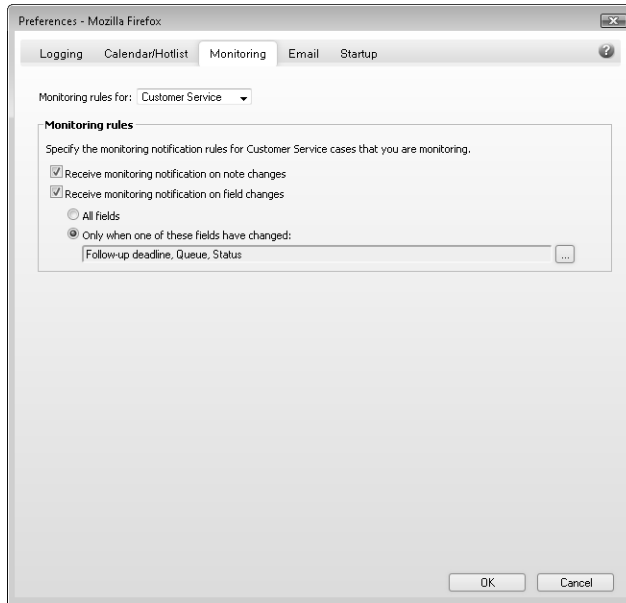 Preferences - Mozilla Firefox
Logging Calendar/Hotlist Monitoring Email Startup ?
Monitoring rules for: Customer Service
Monitoring rules
Specify the monitoring notification rules for Customer Service cases that you are monitoring.
Receive monitoring notification on note changes
Receive monitoring notification on field changes
All fields
Only when one of these fields have changed:
Follow-up deadline, Queue, Status ...
OK Cancel